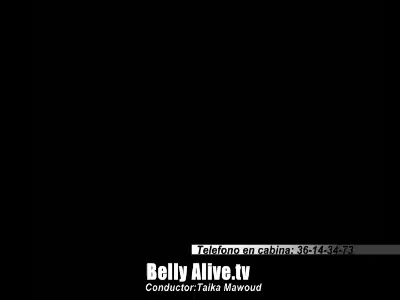 Telefono en cabina: 36-14-34-73
Belly Alive.tv
Conductor:Taika Mawoud